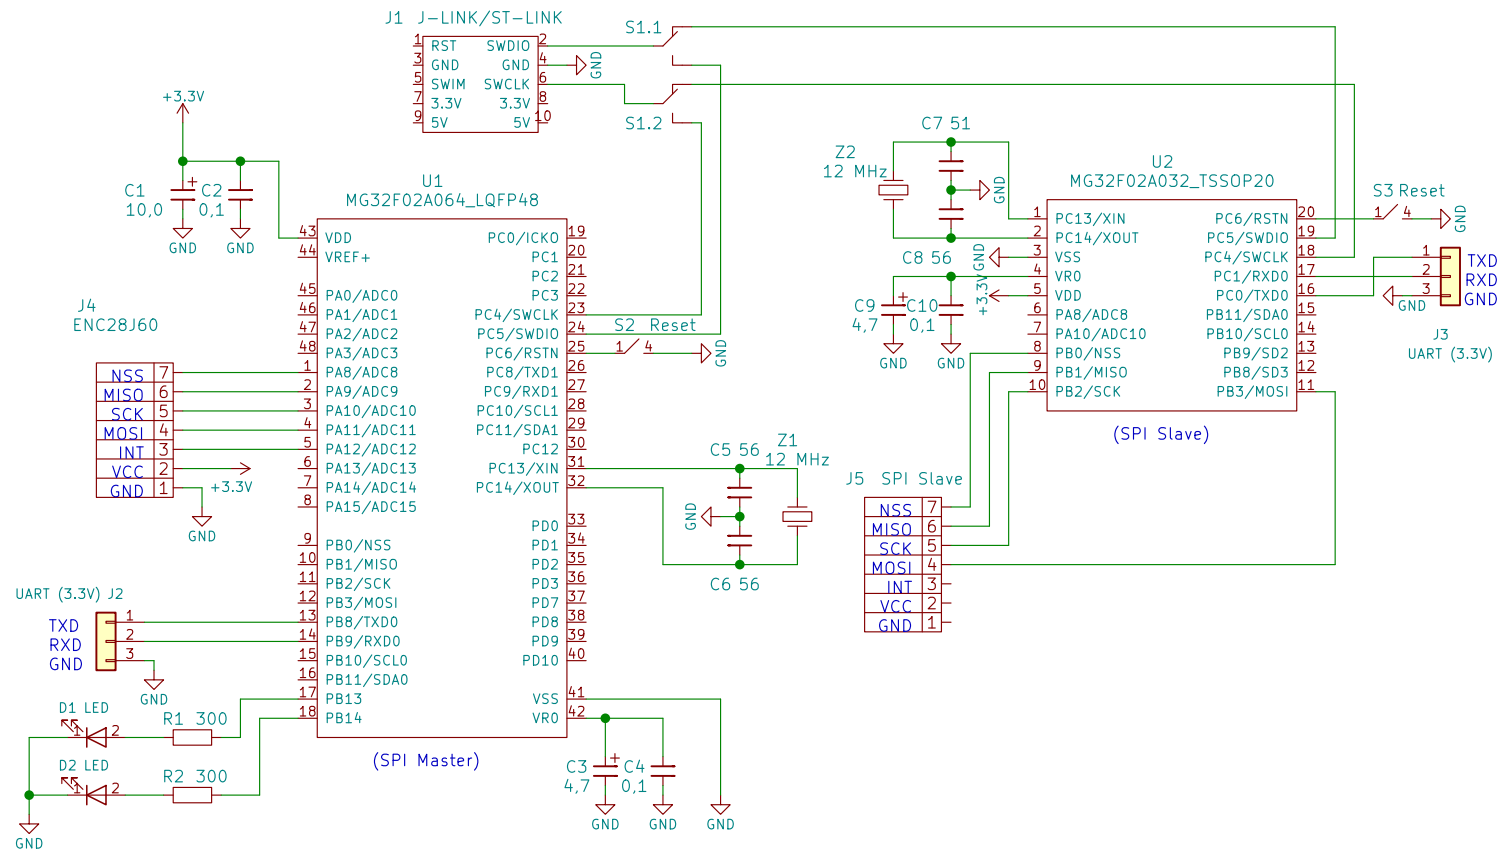 J1 J-LINK/ST-LINK
1 RST SWDIO 2
3 GND GND 4
5 SWIM SWCLK 6
7 3.3V 3.3V 8
9 5V 5V 10
GND
S1.1
S1.2
+3.3V
C1
10,0
C2
0,1
GND
GND
U1
MG32F02A064_LQFP48
43 VDD
44 VREF+
45 PA0/ADC0
46 PA1/ADC1
47 PA2/ADC2
48 PA3/ADC3
1 PA8/ADC8
2 PA9/ADC9
3 PA10/ADC10
4 PA11/ADC11
5 PA12/ADC12
6 PA13/ADC13
7 PA14/ADC14
8 PA15/ADC15
9 PB0/NSS
10 PB1/MISO
11 PB2/SCK
12 PB3/MOSI
13 PB8/TXD0
14 PB9/RXD0
15 PB10/SCL0
16 PB11/SDA0
17 PB13
18 PB14
PC0/ICKO 19
PC1 20
PC2 21
PC3 22
PC4/SWCLK 23
PC5/SWDIO 24
PC6/RSTN 25
PC8/TXD1 26
PC9/RXD1 27
PC10/SCL1 28
PC11/SDA1 29
PC12 30
PC13/XIN 31
PC14/XOUT 32
PD0 33
PD1 34
PD2 35
PD3 36
PD7 37
PD8 38
PD9 39
PD10 40
VSS 41
VR0 42
(SPI Master)
S2 Reset
1 4
GND
C5 56
Z1
12 MHz
GND
C6 56
C3
4,7
C4
0,1
GND
GND
GND
J4
ENC28J60
NSS 7
MISO 6
SCK 5
MOSI 4
INT 3
VCC 2
GND 1
+3.3V
GND
UART (3.3V) J2
TXD 1
RXD 2
GND 3
GND
D1 LED
1 2
R1 300
D2 LED
1 2
R2 300
GND
C7 51
Z2
12 MHz
GND
C8 56
GND
+3.3V
C9
4,7
C10
0,1
GND
GND
U2
MG32F02A032_TSSOP20
1 PC13/XIN
2 PC14/XOUT
3 VSS
4 VR0
5 VDD
6 PA8/ADC8
7 PA10/ADC10
8 PB0/NSS
9 PB1/MISO
10 PB2/SCK
PC6/RSTN 20
PC5/SWDIO 19
PC4/SWCLK 18
PC1/RXD0 17
PC0/TXD0 16
PB11/SDA0 15
PB10/SCL0 14
PB9/SD2 13
PB8/SD3 12
PB3/MOSI 11
(SPI Slave)
S3 Reset
1 4
GND
1 TXD
2 RXD
3 GND
GND
J3
UART (3.3V)
J5 SPI Slave
NSS 7
MISO 6
SCK 5
MOSI 4
INT 3
VCC 2
GND 1